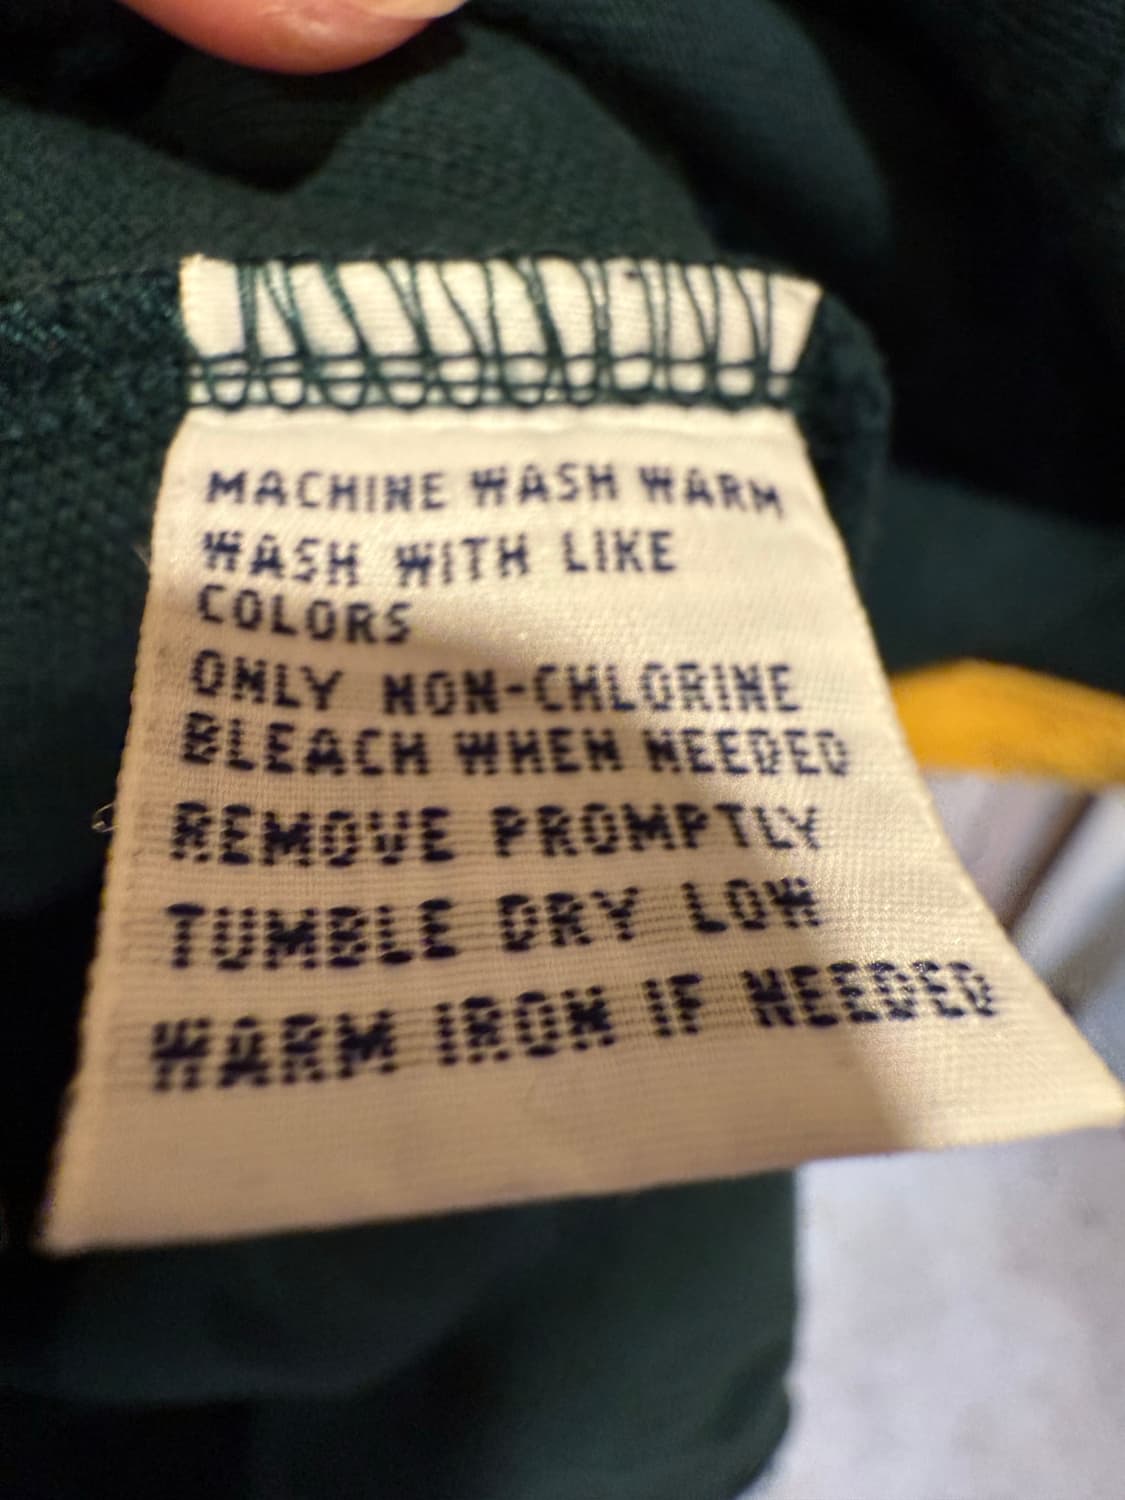 MACHINE WASH WARM
WASH WITH LIKE
COLORS
ONLY NON-CHLORINE
BLEACH WHEN NEEDED
REMOVE PROMPTLY
TUMBLE DRY LOW
WARM IRON IF NEEDED